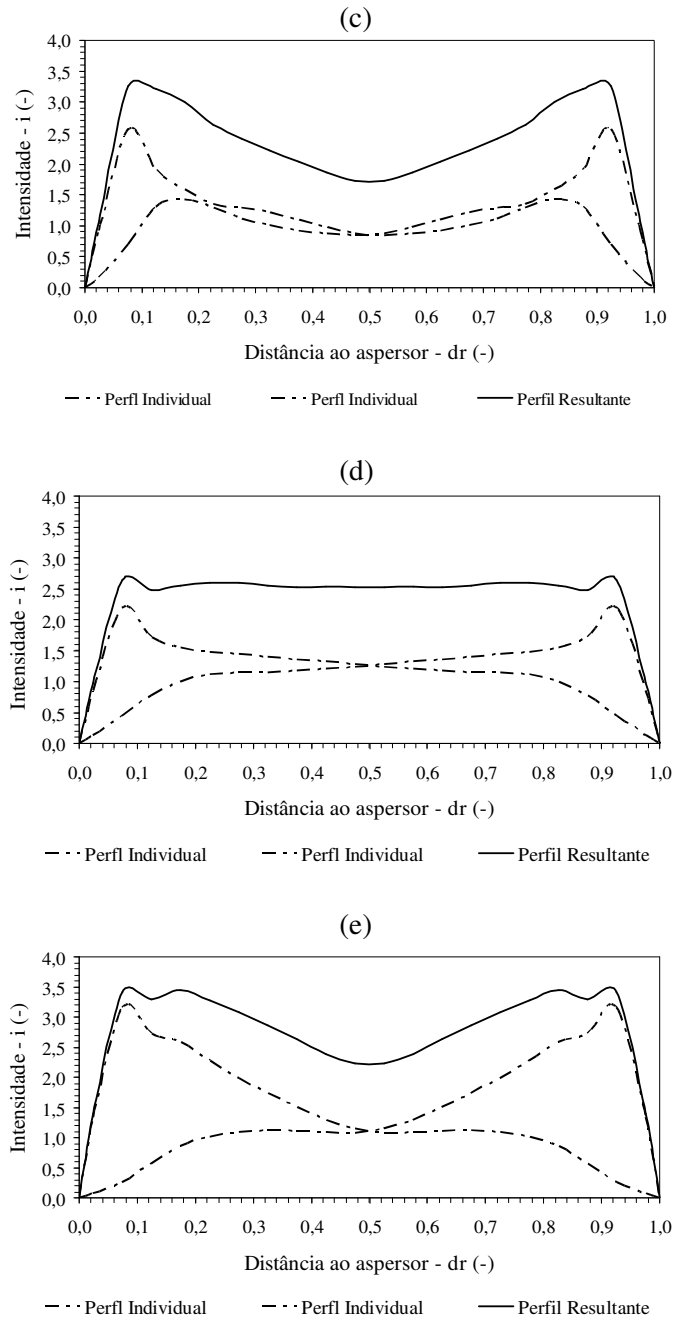 (c)
Intensidade - i (-)
4,0
3,5
3,0
2,5
2,0
1,5
1,0
0,5
0,0
0,0 0,1 0,2 0,3 0,4 0,5 0,6 0,7 0,8 0,9 1,0
Distância ao aspersor - dr (-)
Perfl Individual Perfl Individual Perfil Resultante
(d)
Intensidade - i (-)
4,0
3,5
3,0
2,5
2,0
1,5
1,0
0,5
0,0
0,0 0,1 0,2 0,3 0,4 0,5 0,6 0,7 0,8 0,9 1,0
Distância ao aspersor - dr (-)
Perfl Individual Perfl Individual Perfil Resultante
(e)
Intensidade - i (-)
4,0
3,5
3,0
2,5
2,0
1,5
1,0
0,5
0,0
0,0 0,1 0,2 0,3 0,4 0,5 0,6 0,7 0,8 0,9 1,0
Distância ao aspersor - dr (-)
Perfl Individual Perfl Individual Perfil Resultante